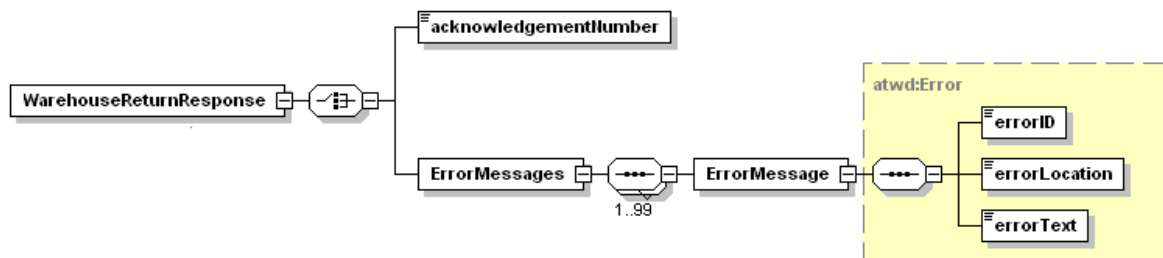 acknowledgementNumber
WarehouseReturnResponse
atwd:Error
errorID
ErrorMessages
ErrorMessage
errorLocation
1..99
errorText